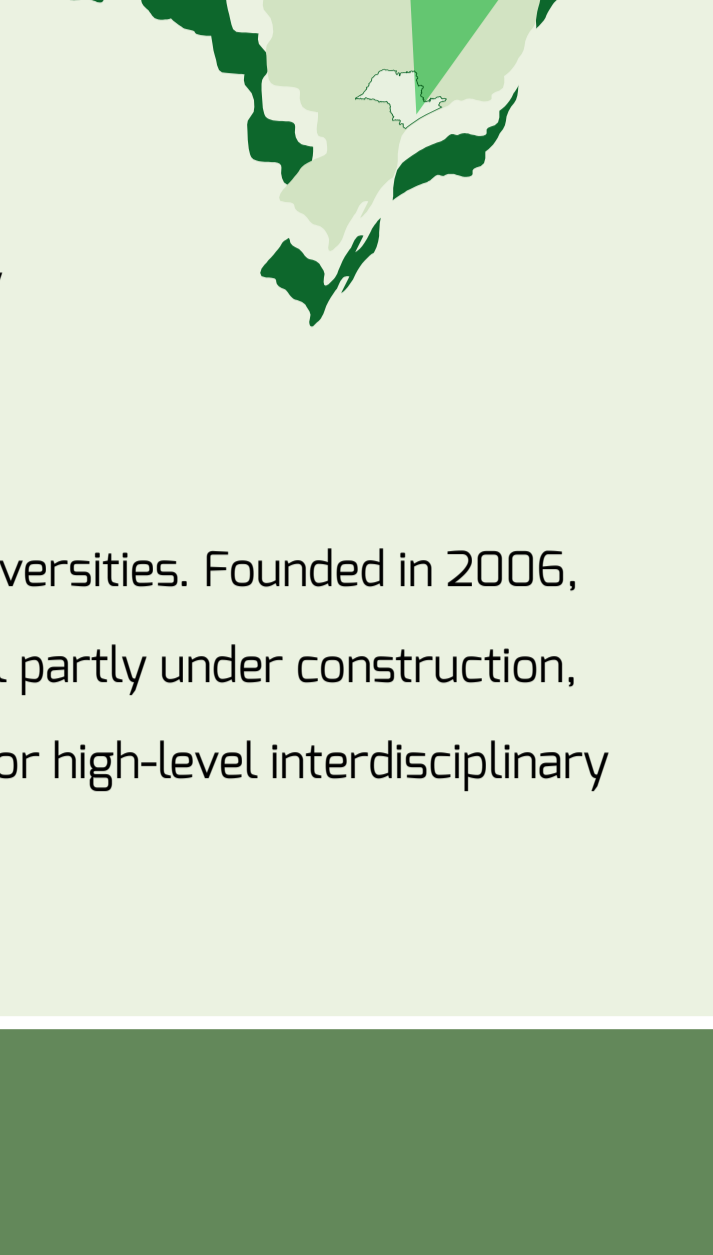 versities. Founded in 2006,
partly under construction,
or high-level interdisciplinary